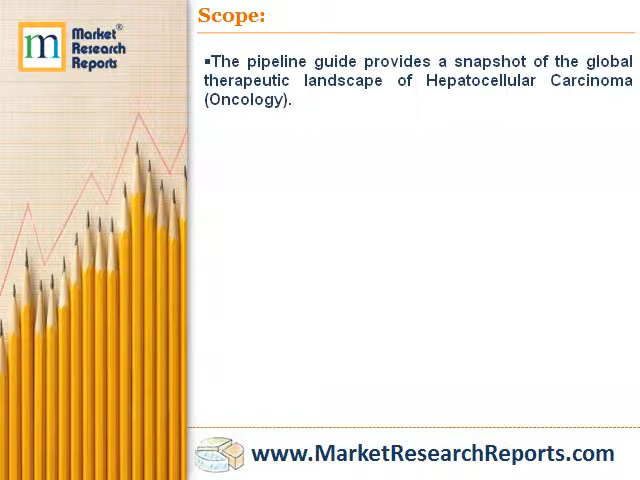 Scope:
m
Market®
Research
Reports
▪The pipeline guide provides a snapshot of the global
therapeutic landscape of Hepatocellular Carcinoma
(Oncology).
www.MarketResearchReports.com